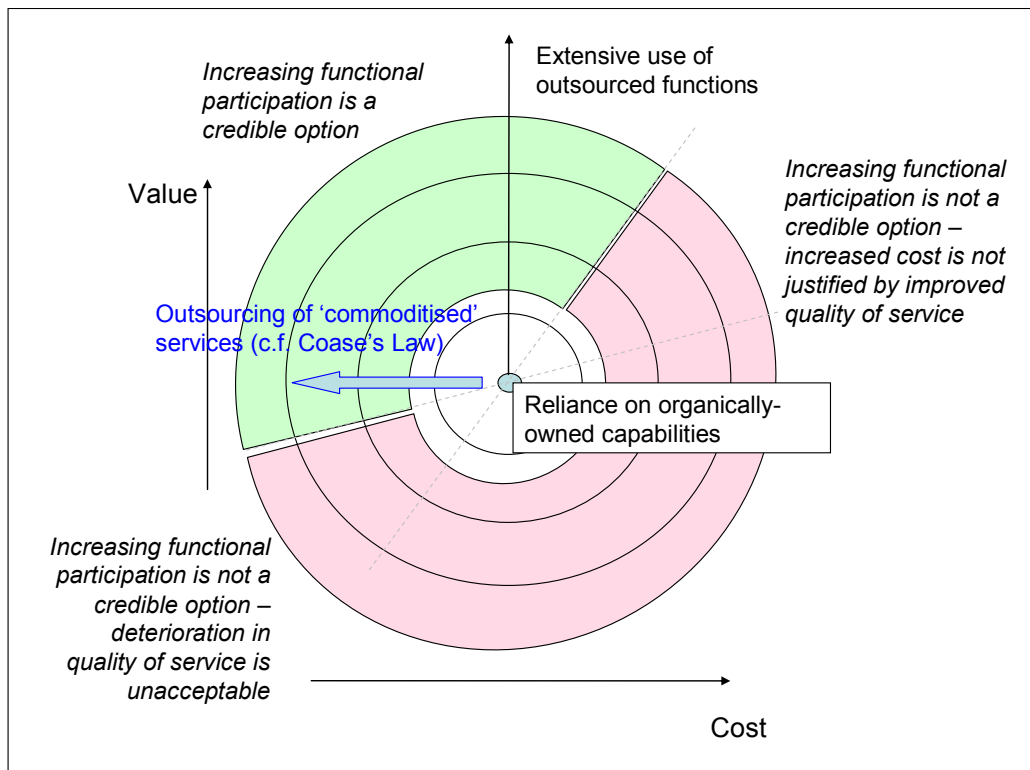 Increasing functional
participation is a
credible option
Extensive use of
outsourced functions
Value
Increasing functional
participation is not a
credible option –
increased cost is not
justified by improved
quality of service
Outsourcing of ‘commoditised’
services (c.f. Coase’s Law)
Reliance on organically-
owned capabilities
Increasing functional
participation is not a
credible option –
deterioration in
quality of service is
unacceptable
Cost